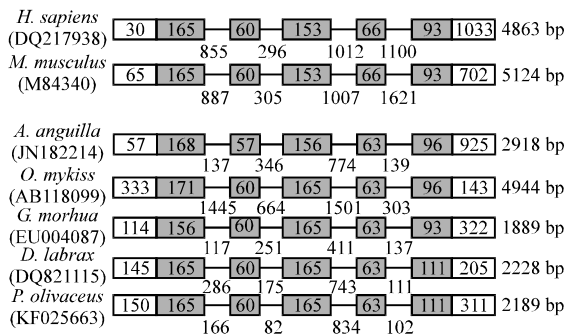 H. sapiens
(DQ217938)
30 165 60 153 66 93 1033 4863 bp
855 296 1012 1100
M. musculus
(M84340)
65 165 60 153 66 93 702 5124 bp
887 305 1007 1621
A. anguilla
(JN182214)
57 168 57 156 63 96 925 2918 bp
137 346 774 139
O. mykiss
(AB118099)
333 171 60 165 63 96 143 4944 bp
1445 664 1501 303
G. morhua
(EU004087)
114 156 60 165 63 93 322 1889 bp
117 251 411 137
D. labrax
(DQ821115)
145 165 60 165 63 111 205 2228 bp
286 175 743 111
P. olivaceus
(KF025663)
150 165 60 165 63 111 311 2189 bp
166 82 834 102